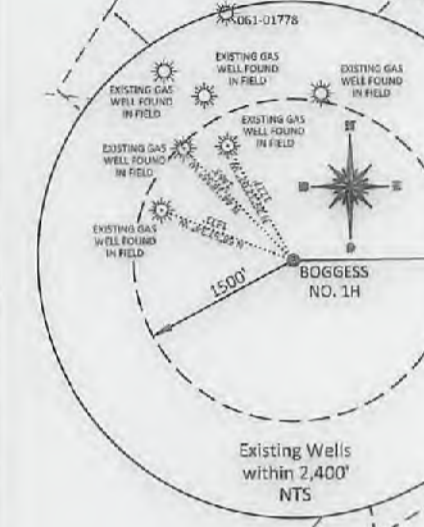 061-01778
EXISTING GAS
WELL FOUND
IN FIELD
EXISTING GAS
WELL FOUND
IN FIELD
EXISTING GAS
WELL FOUND
IN FIELD
EXISTING GAS
WELL FOUND
IN FIELD
EXISTING GAS
WELL FOUND
IN FIELD
EXISTING GAS
WELL FOUND
IN FIELD
1500'
BOGGESS
NO. 1H
Existing Wells
within 2,400'
NTS